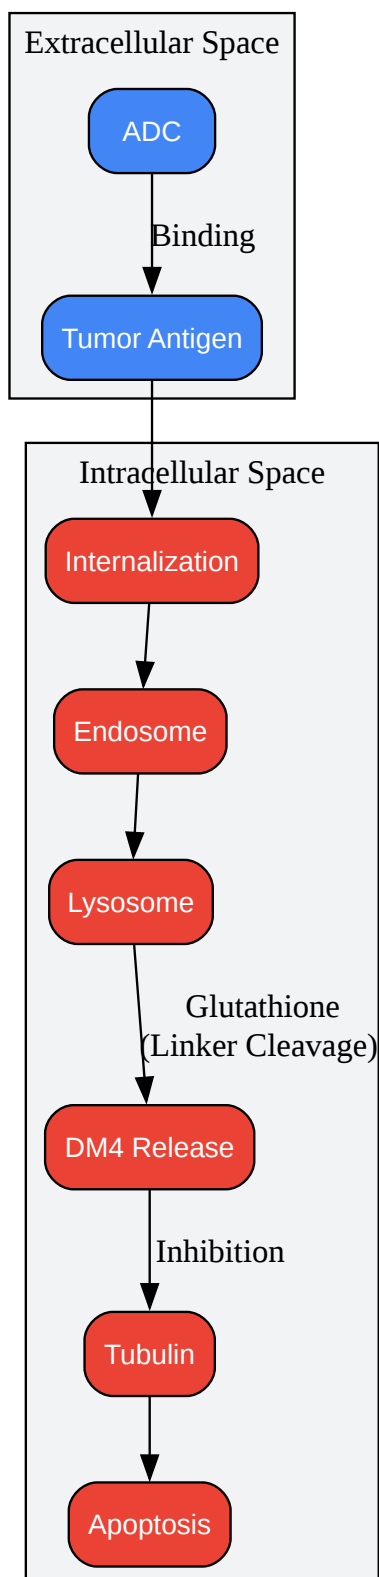 Extracellular Space
ADC
Binding
Tumor Antigen
Intracellular Space
Internalization
Endosome
Lysosome
Glutathione
(Linker Cleavage)
DM4 Release
Inhibition
Tubulin
Apoptosis